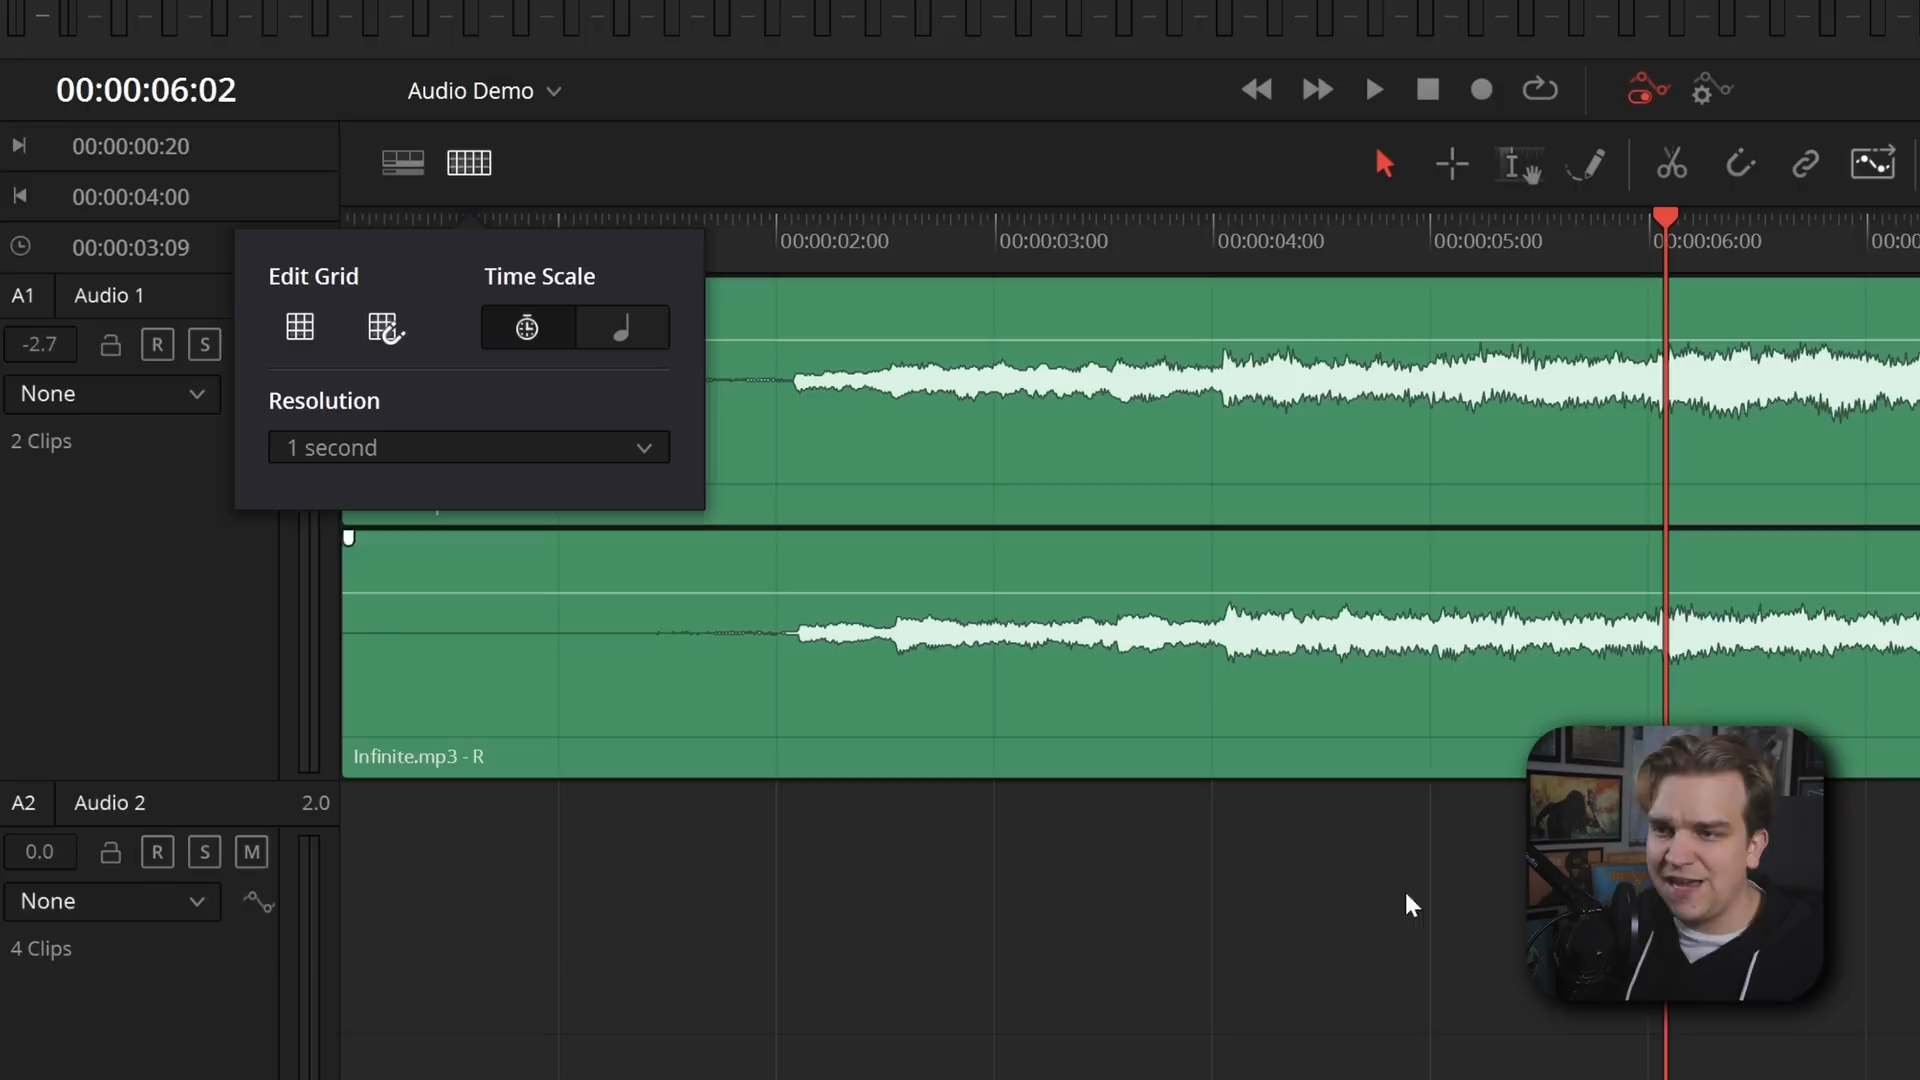 00:00:06:02
Audio Demo
00:00:00:20
00:00:04:00
00:00:03:09
00:00:02:00
00:00:03:00
00:00:04:00
00:00:05:00
00:00:06:00
00:00
Edit Grid
Time Scale
Resolution
1 second
A1
Audio 1
-2.7
R
S
None
2 Clips
Infinite.mp3 - R
A2
Audio 2
2.0
0.0
R
S
M
None
4 Clips